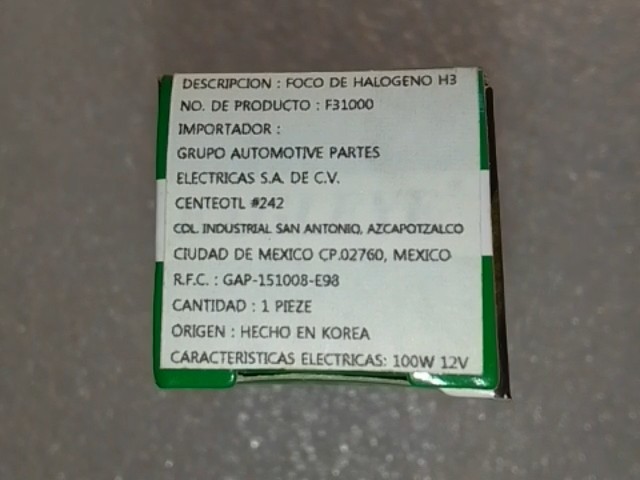 DESCRIPCION : FOCO DE HALOGENO H3
NO. DE PRODUCTO : F31000
IMPORTADOR :
GRUPO AUTOMOTIVE PARTES
ELECTRICAS S.A. DE C.V.
CENTEOTL #242
COL. INDUSTRIAL SAN ANTONIO, AZCAPOTZALCO
CIUDAD DE MEXICO CP.02760, MEXICO
R.F.C. : GAP-151008-E98
CANTIDAD : 1 PIEZE
ORIGEN : HECHO EN KOREA
CARACTERISTICAS ELECTRICAS: 100W 12V